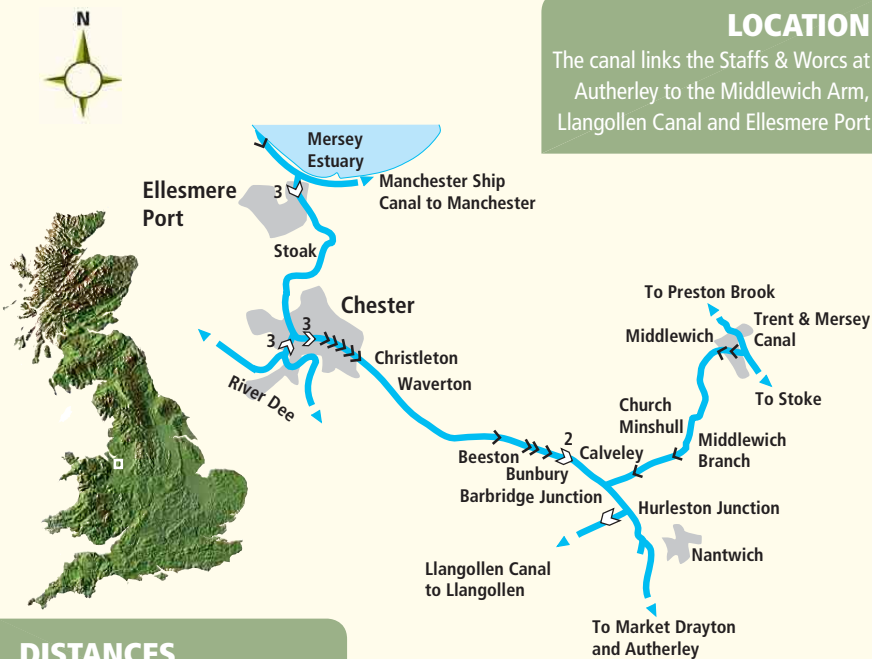 N
LOCATION
The canal links the Staffs & Worcs at
Autherley to the Middlewich Arm,
Llangollen Canal and Ellesmere Port
Mersey
Estuary
Ellesmere
Port
3
Manchester Ship
Canal to Manchester
Stoak
Chester
3
3
Christleton
Waverton
River Dee
To Preston Brook
Trent & Mersey
Canal
Middlewich
To Stoke
Church
Minshull
Middlewich
Branch
2
Beeston
Calveley
Bunbury
Barbridge Junction
Hurleston Junction
Nantwich
Llangollen Canal
to Llangollen
To Market Drayton
and Autherley
DISTANCES